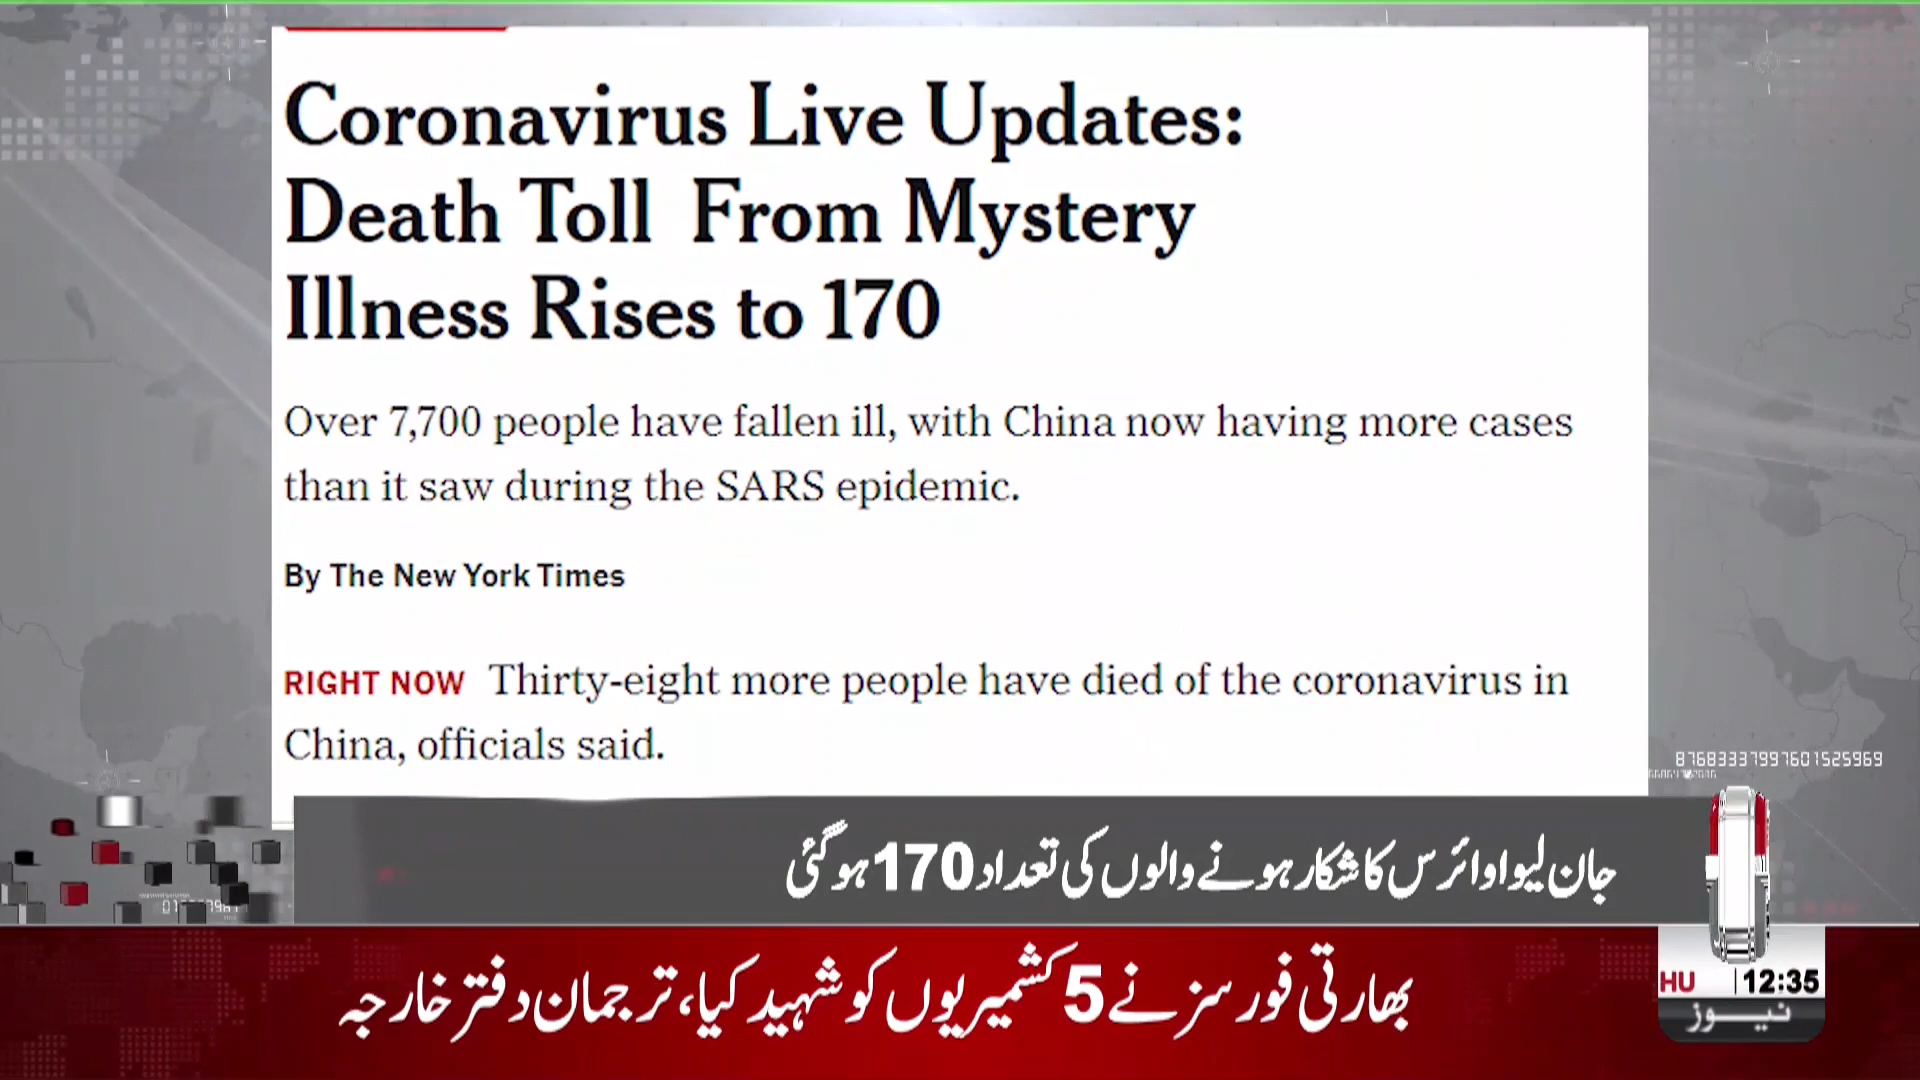 Coronavirus Live Updates:
Death Toll From Mystery
Illness Rises to 170
Over 7,700 people have fallen ill, with China now having more cases
than it saw during the SARS epidemic.
By The New York Times
RIGHT NOW Thirty-eight more people have died of the coronavirus in
China, officials said.
87683337997601525969
جان لیوا وائرس کا شکار ہونے والوں کی تعداد 170 ہوگئی
بھارتی فورسز نے 5 کشمیریوں کو شہید کیا، ترجمان دفتر خارجہ
HU 12:35
نیوز